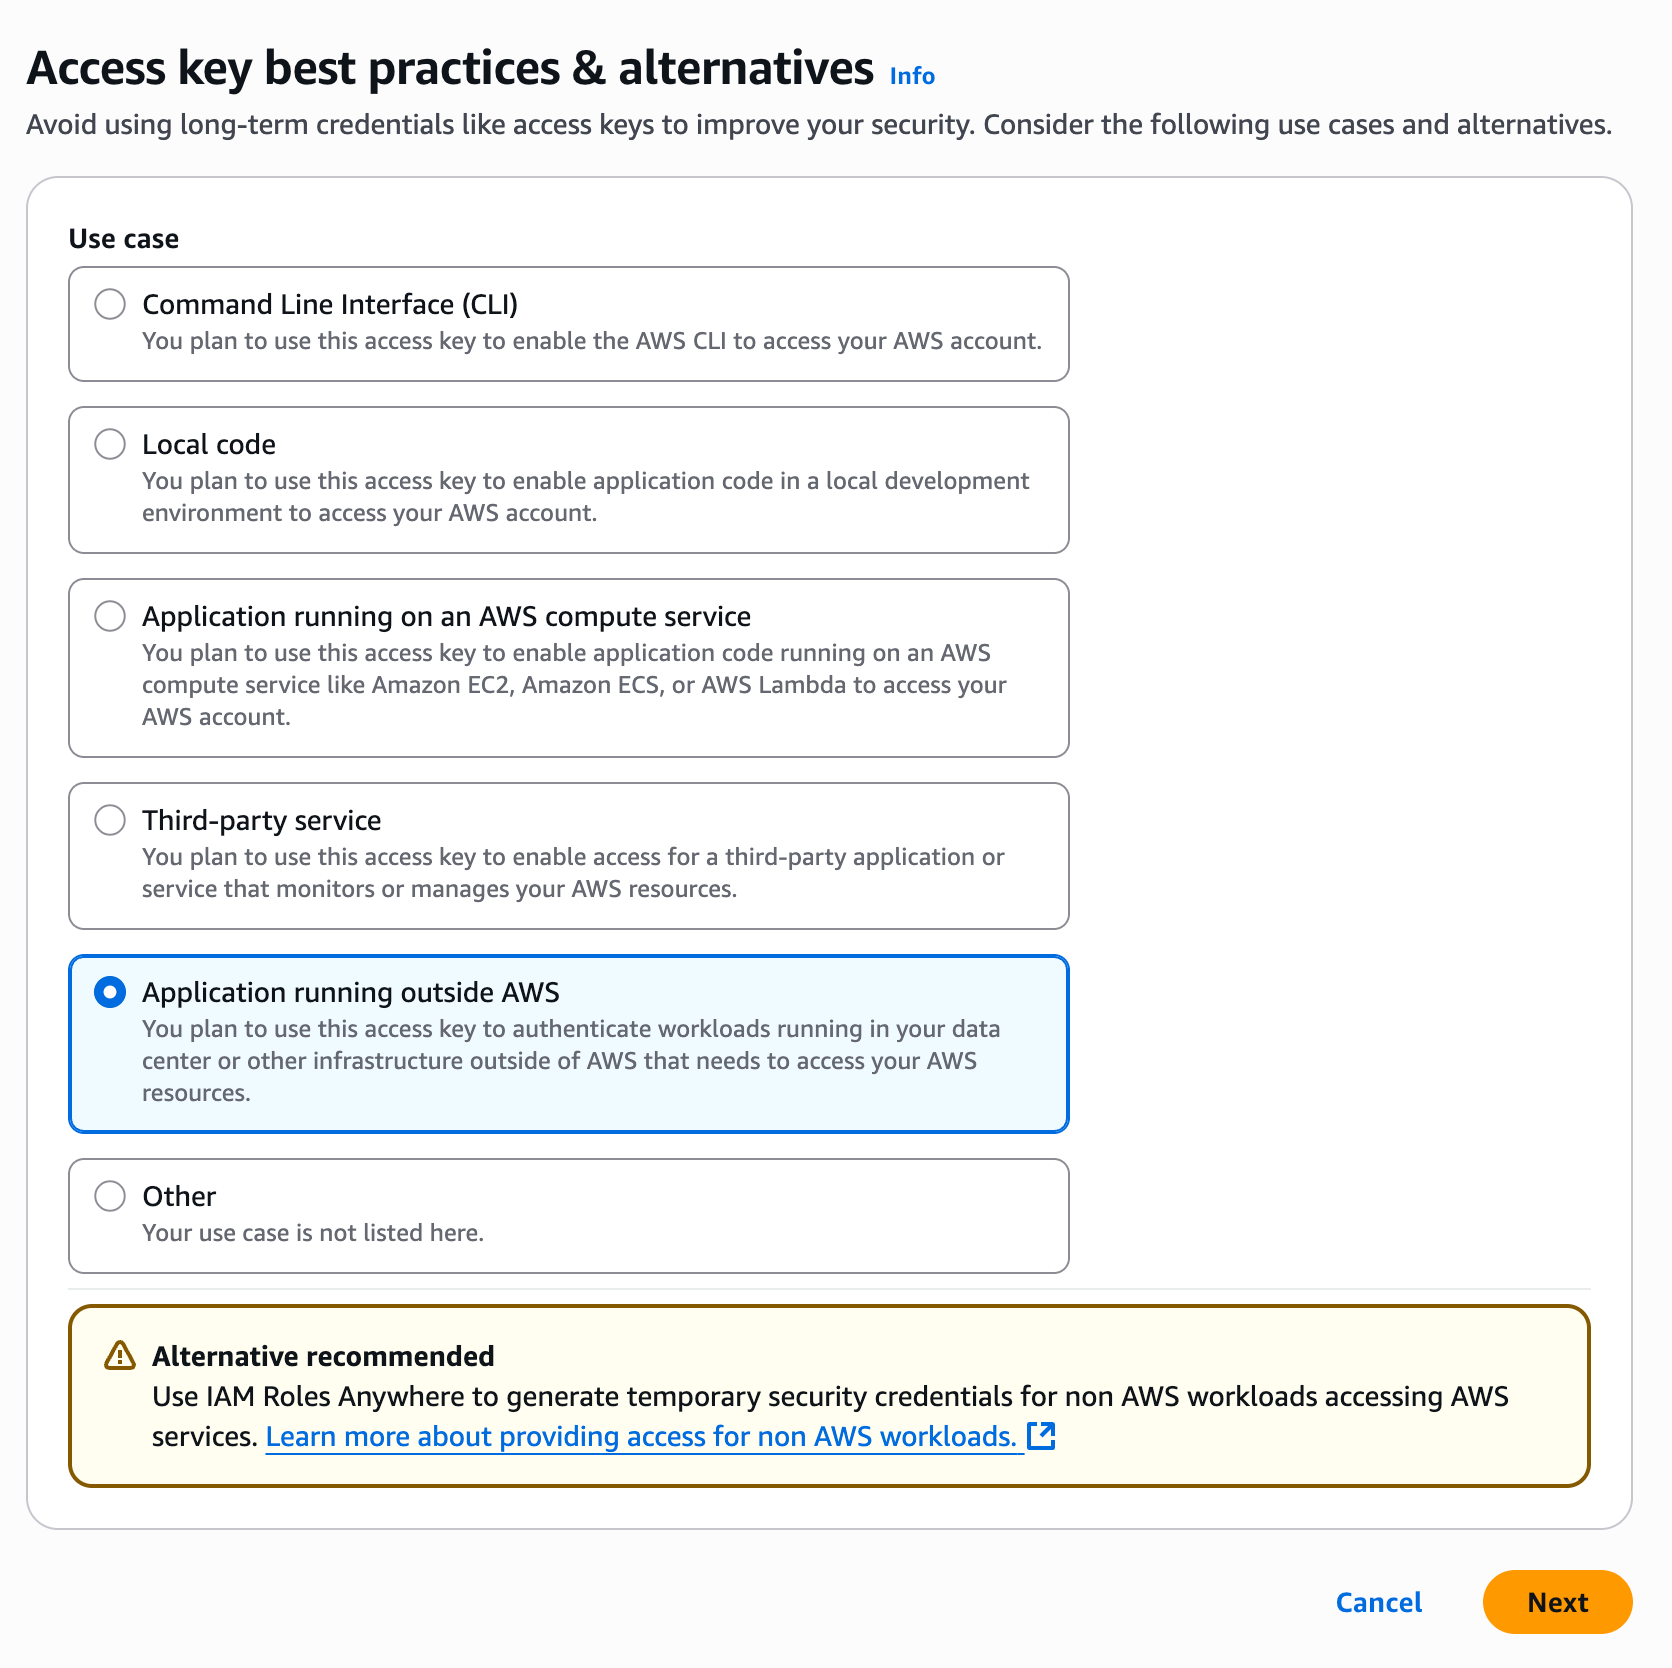 Access key best practices & alternatives Info
Avoid using long-term credentials like access keys to improve your security. Consider the following use cases and alternatives.
Use case
Command Line Interface (CLI)
You plan to use this access key to enable the AWS CLI to access your AWS account.
Local code
You plan to use this access key to enable application code in a local development
environment to access your AWS account.
Application running on an AWS compute service
You plan to use this access key to enable application code running on an AWS
compute service like Amazon EC2, Amazon ECS, or AWS Lambda to access your
AWS account.
Third-party service
You plan to use this access key to enable access for a third-party application or
service that monitors or manages your AWS resources.
Application running outside AWS
You plan to use this access key to authenticate workloads running in your data
center or other infrastructure outside of AWS that needs to access your AWS
resources.
Other
Your use case is not listed here.
Alternative recommended
Use IAM Roles Anywhere to generate temporary security credentials for non AWS workloads accessing AWS
services. Learn more about providing access for non AWS workloads.
Cancel Next